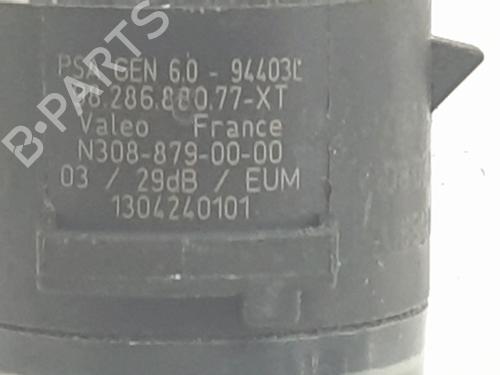 PSA GEN 6.0 - 94403L
98.286.880.77-XT
Valeo France
N308-879-00-00
03 / 29dB / EUM
1304240101